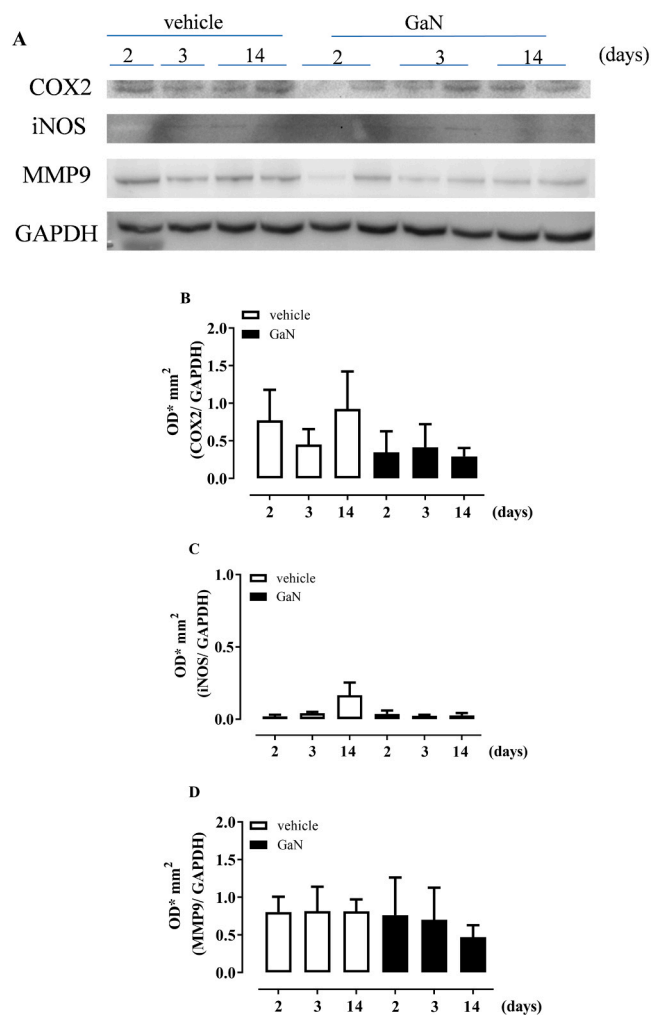 A
vehicle GaN
2 3 14 2 3 14 (days)
COX2
iNOS
MMP9
GAPDH
B
vehicle
GaN
OD* mm2
(COX2/ GAPDH)
2.0
1.5
1.0
0.5
0.0
2 3 14 2 3 14 (days)
C
vehicle
GaN
OD* mm2
(iNOS/ GAPDH)
1.0
0.5
0.0
2 3 14 2 3 14 (days)
D
vehicle
GaN
OD* mm2
(MMP9/ GAPDH)
2.0
1.5
1.0
0.5
0.0
2 3 14 2 3 14 (days)